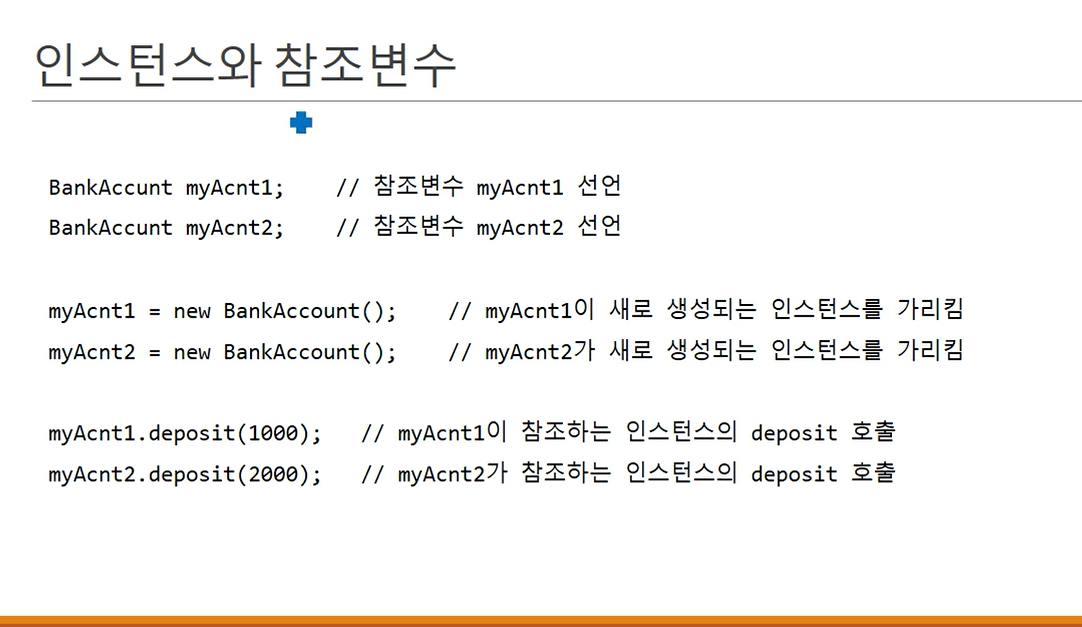 인스턴스와 참조변수
BankAccunt myAcnt1; // 참조변수 myAcnt1 선언
BankAccunt myAcnt2; // 참조변수 myAcnt2 선언
myAcnt1 = new BankAccount(); // myAcnt1이 새로 생성되는 인스턴스를 가리킴
myAcnt2 = new BankAccount(); // myAcnt2가 새로 생성되는 인스턴스를 가리킴
myAcnt1.deposit(1000); // myAcnt1이 참조하는 인스턴스의 deposit 호출
myAcnt2.deposit(2000); // myAcnt2가 참조하는 인스턴스의 deposit 호출